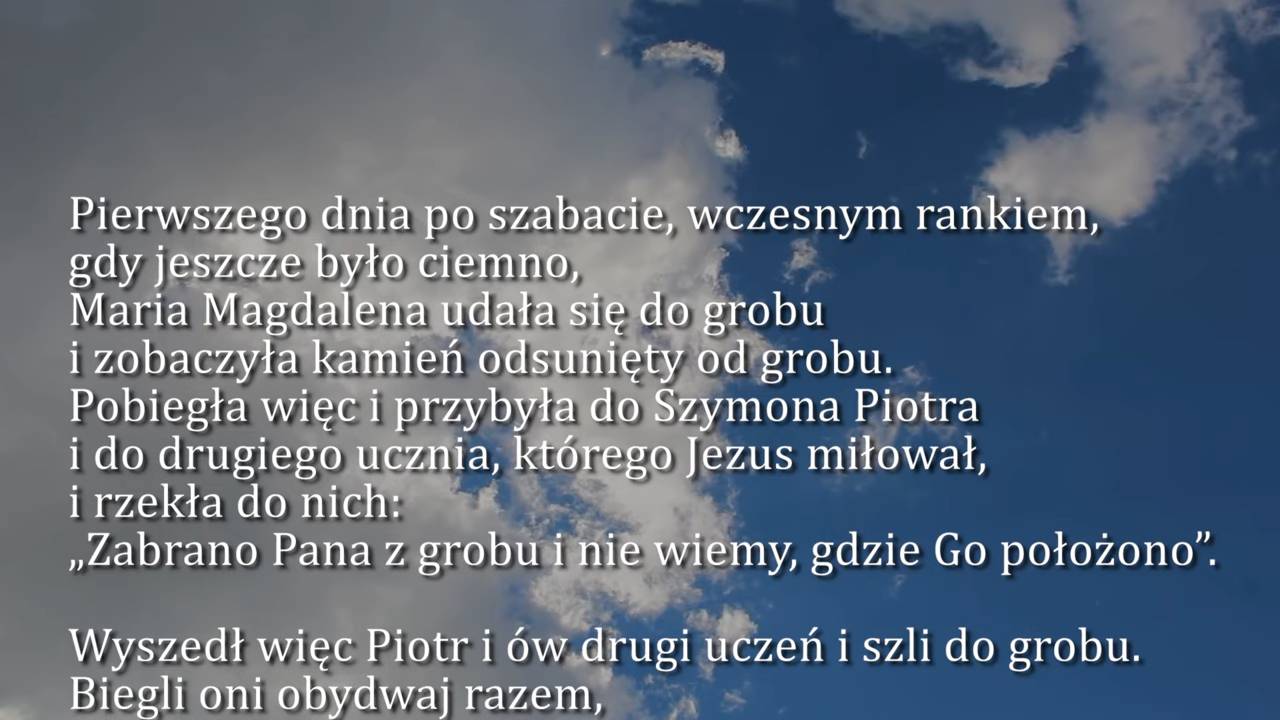 Pierwszego dnia po szabacie, wczesnym rankiem,
gdy jeszcze było ciemno,
Maria Magdalena udała się do grobu
i zobaczyła kamień odsunięty od grobu.
Pobiegła więc i przybyła do Szymona Piotra
i do drugiego ucznia, którego Jezus miłował,
i rzekła do nich:
„Zabrano Pana z grobu i nie wiemy, gdzie Go położono”.
Wyszedł więc Piotr i ów drugi uczeń i szli do grobu.
Biegli oni obydwaj razem,